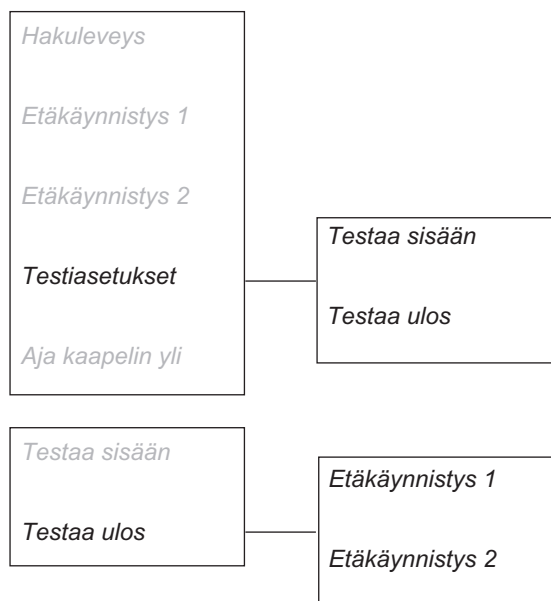 Hakuleveys
Etäkäynnistys 1
Etäkäynnistys 2
Testiasetukset
Aja kaapelin yli
Testaa sisään
Testaa ulos
Testaa sisään
Testaa ulos
Etäkäynnistys 1
Etäkäynnistys 2